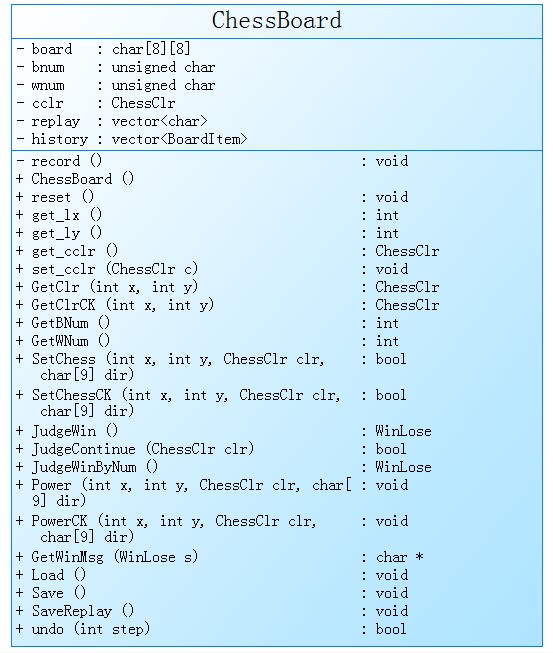 ChessBoard
- board : char[8][8]
- bnum : unsigned char
- wnum : unsigned char
- cclr : ChessClr
- replay : vector<char>
- history : vector<BoardItem>
- record () : void
+ ChessBoard ()
+ reset () : void
+ get_lx () : int
+ get_ly () : int
+ get_cclr () : ChessClr
+ set_cclr (ChessClr c) : void
+ GetClr (int x, int y) : ChessClr
+ GetClrCK (int x, int y) : ChessClr
+ GetBNum () : int
+ GetWNum () : int
+ SetChess (int x, int y, ChessClr clr, : bool
char[9] dir)
+ SetChessCK (int x, int y, ChessClr clr, : bool
char[9] dir)
+ JudgeWin () : WinLose
+ JudgeContinue (ChessClr clr) : bool
+ JudgeWinByNum () : WinLose
+ Power (int x, int y, ChessClr clr, char[ : void
9] dir)
+ PowerCK (int x, int y, ChessClr clr, : void
char[9] dir)
+ GetWinMsg (WinLose s) : char *
+ Load () : void
+ Save () : void
+ SaveReplay () : void
+ undo (int step) : bool